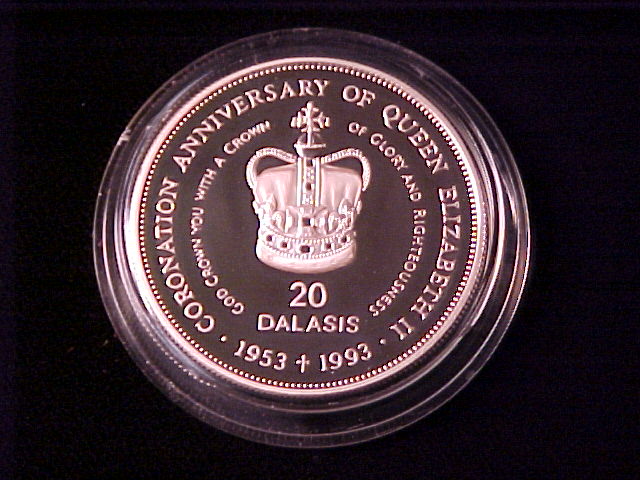 CORONATION ANNIVERSARY OF QUEEN ELIZABETH II
GOD CROWN YOU WITH A CROWN OF GLORY AND RIGHTEOUSNESS
20
DALASIS
· 1953 † 1993 ·